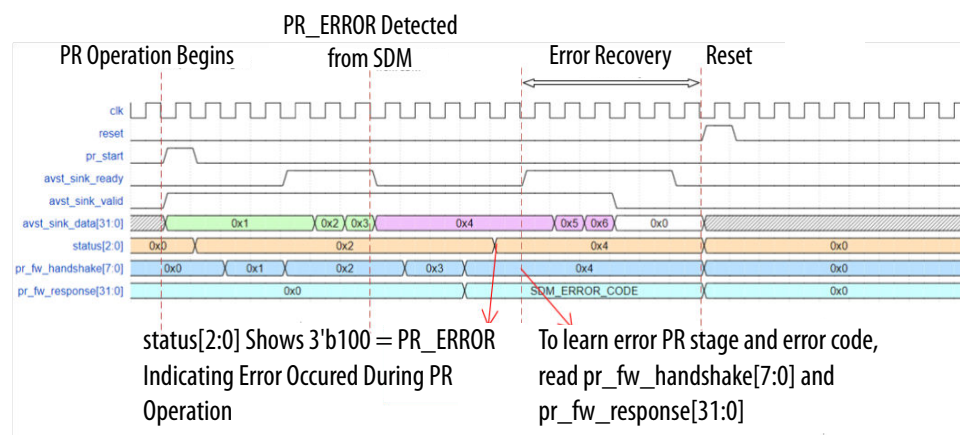 PR_ERROR Detected
PR Operation Begins from SDM Error Recovery Reset
clk
reset
pr_start
avst_sink_ready
avst_sink_valid
avst_sink_data[31:0] 0x1 0x2 0x3 0x4 0x5 0x6 0x0
status[2:0] 0x0 0x2 0x4 0x0
pr_fw_handshake[7:0] 0x0 0x1 0x2 0x3 0x4 0x0
pr_fw_response[31:0] 0x0 SDM_ERROR_CODE 0x0
status[2:0] Shows 3'b100 = PR_ERROR To learn error PR stage and error code,
Indicating Error Occured During PR read pr_fw_handshake[7:0] and
Operation pr_fw_response[31:0]